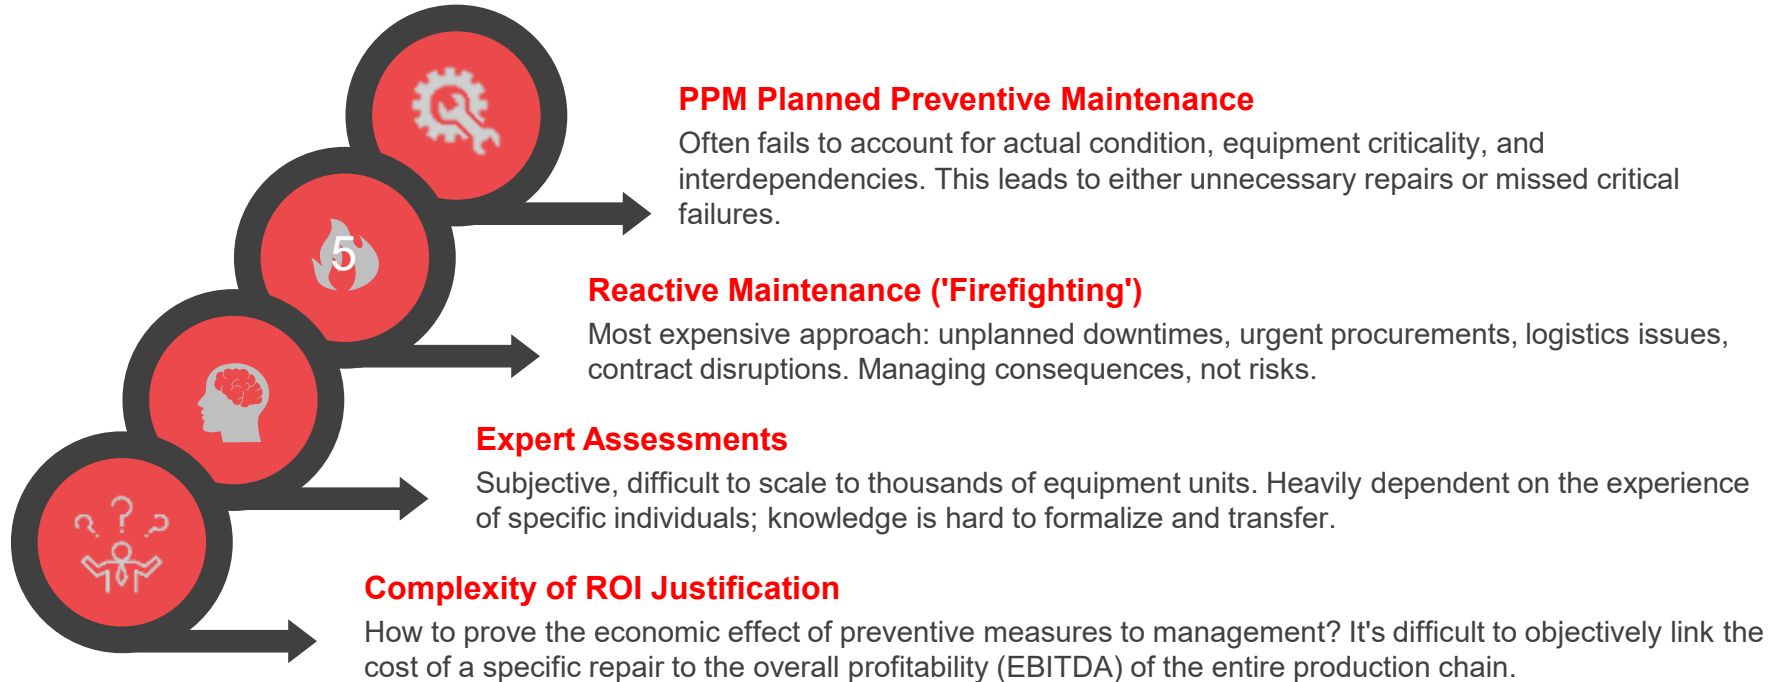 PPM Planned Preventive Maintenance
Often fails to account for actual condition, equipment criticality, and
interdependencies. This leads to either unnecessary repairs or missed critical
failures.
5
Reactive Maintenance ('Firefighting')
Most expensive approach: unplanned downtimes, urgent procurements, logistics issues,
contract disruptions. Managing consequences, not risks.
Expert Assessments
Subjective, difficult to scale to thousands of equipment units. Heavily dependent on the experience
of specific individuals; knowledge is hard to formalize and transfer.
? ? ?
Complexity of ROI Justification
How to prove the economic effect of preventive measures to management? It's difficult to objectively link the
cost of a specific repair to the overall profitability (EBITDA) of the entire production chain.